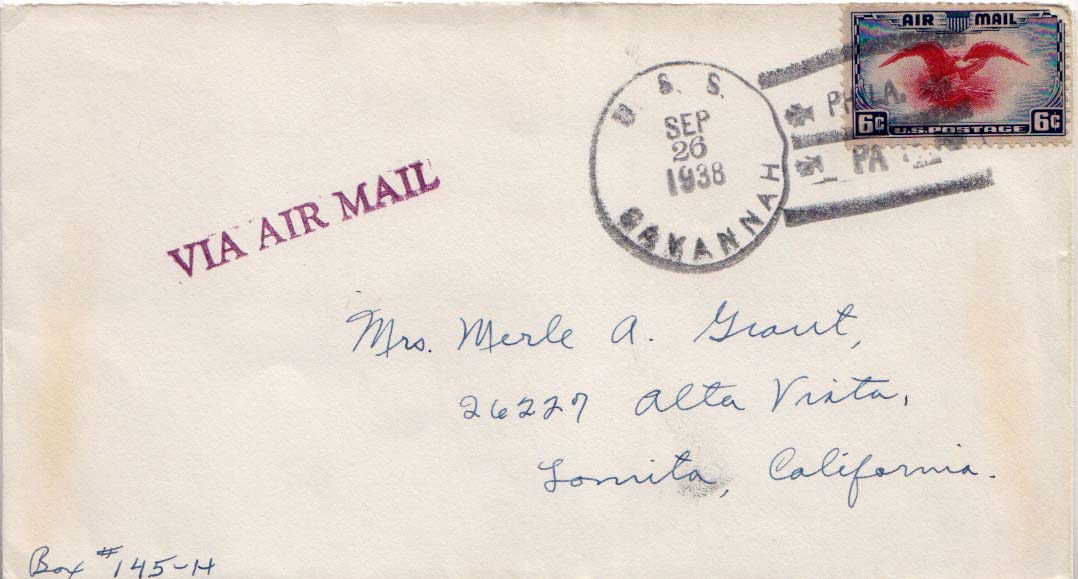 AIR MAIL
6¢ U.S. POSTAGE 6¢
U. S. S.
SEP
26
1938
SAVANNAH
PHILA.
PA
VIA AIR MAIL
Mrs. Merle A. Grant,
26227 Alta Vista,
Lomita, California.
Box #145-H